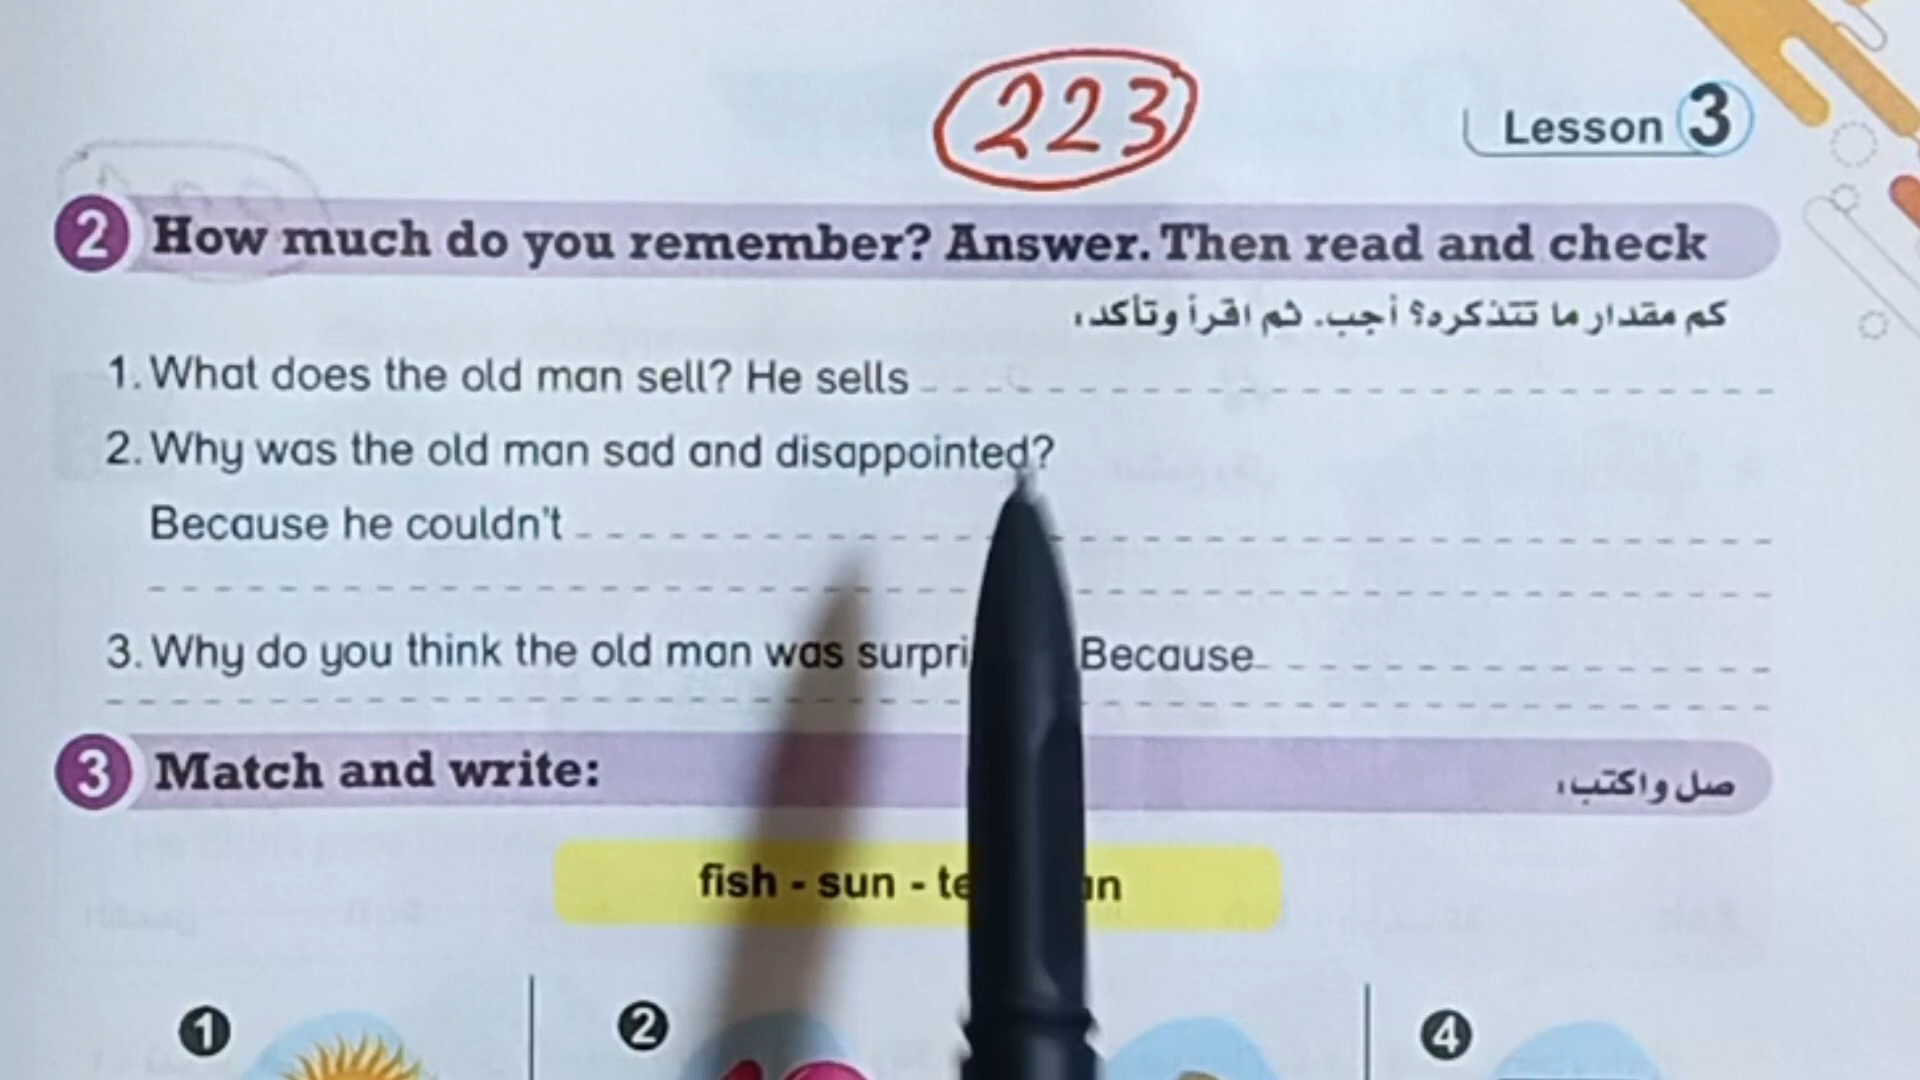 223
Lesson 3
2 How much do you remember? Answer. Then read and check
كم مقدار ما تتذكره؟ أجب. ثم اقرأ وتأكد:
1. What does the old man sell? He sells
2. Why was the old man sad and disappointed?
Because he couldn't
3. Why do you think the old man was Because
3 Match and write:
صل واكتب:
fish - sun -
1
2
4